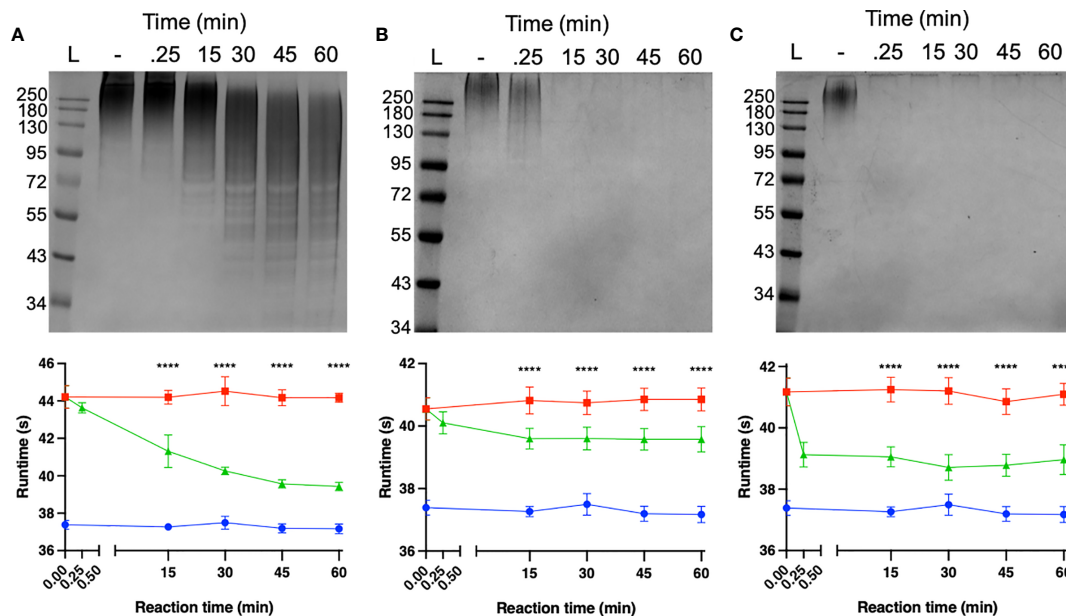 A
Time (min)
L - .25 15 30 45 60
250
180
130
95
72
55
43
34
B
Time (min)
L - .25 15 30 45 60
250
180
130
95
72
55
43
34
C
Time (min)
L - .25 15 30 45 60
250
180
130
95
72
55
43
34
46
44
42
40
38
36
Runtime (s)
**** **** **** ****
0.00 0.25 0.50 15 30 45 60
Reaction time (min)
42
40
38
36
Runtime (s)
**** **** **** ****
0.00 0.25 0.50 15 30 45 60
Reaction time (min)
42
40
38
36
Runtime (s)
**** **** **** ***
0.00 0.25 0.50 15 30 45 60
Reaction time (min)